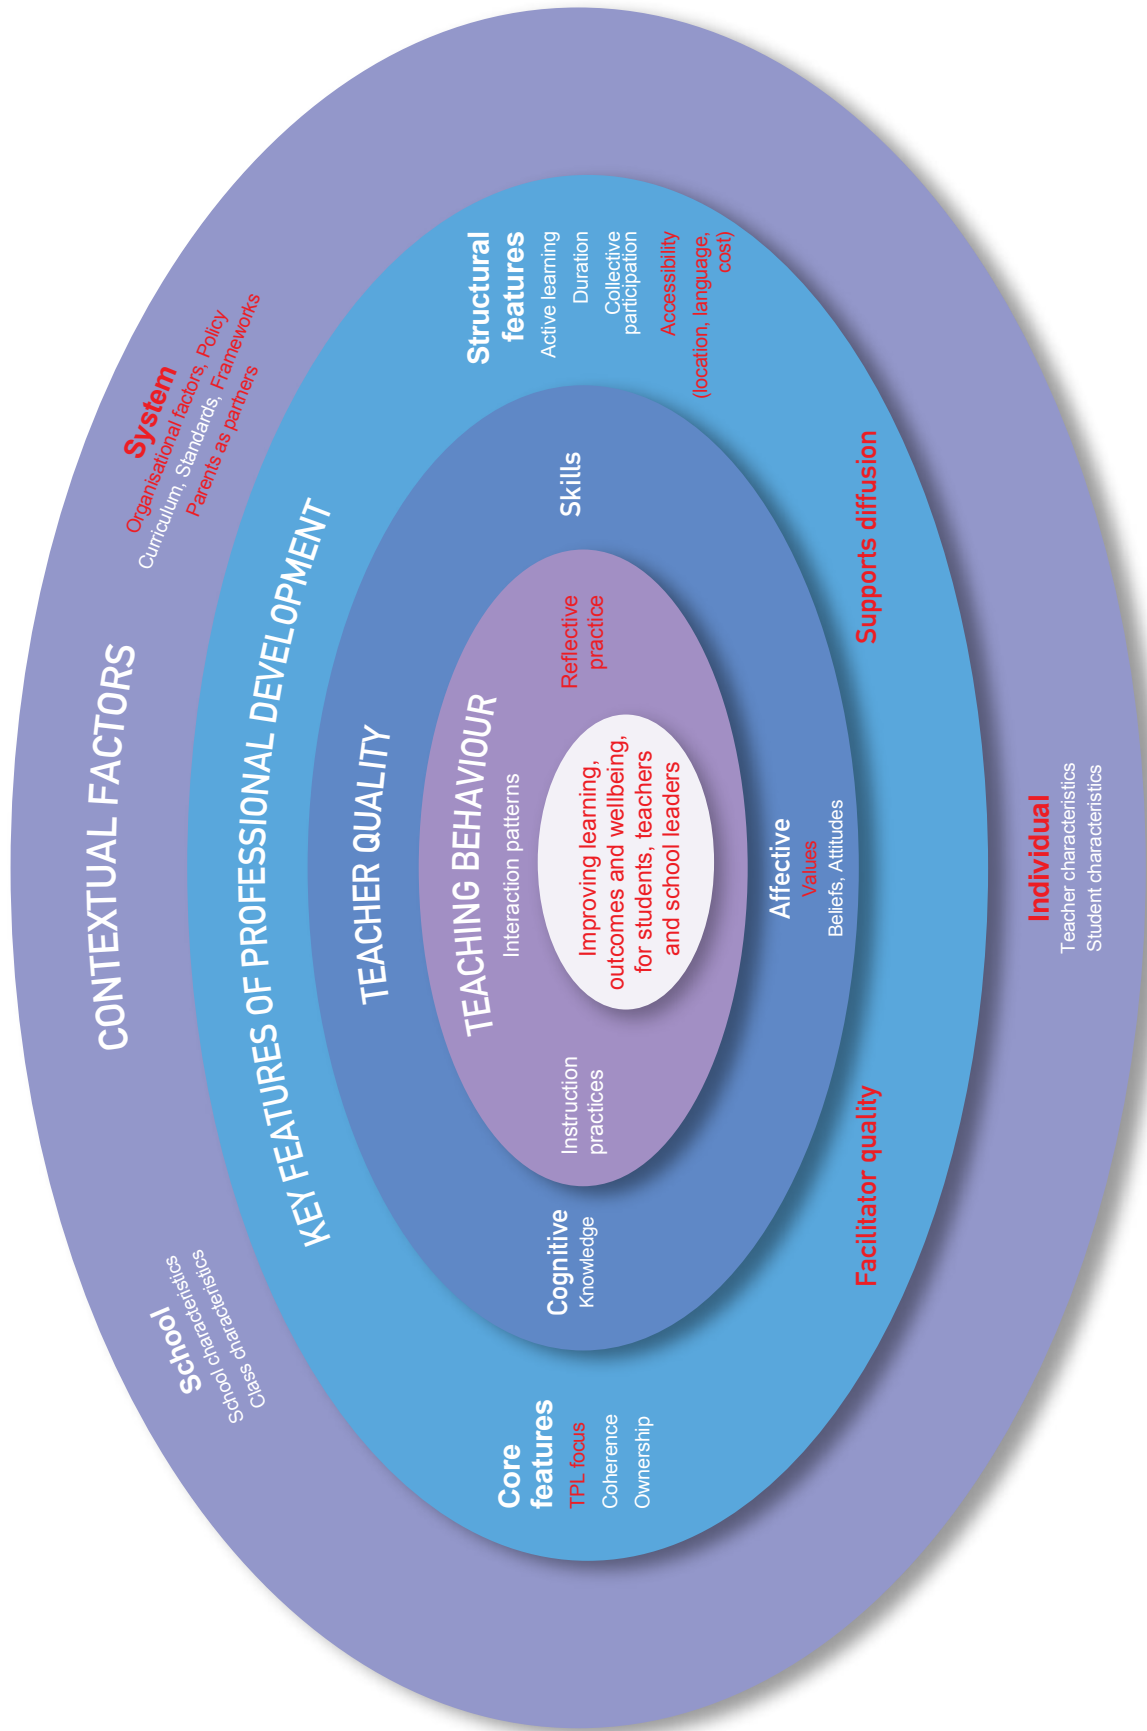 CONTEXTUAL FACTORS
School
School characteristics
Class characteristics
System
Organisational factors, Policy
Curriculum, Standards, Frameworks
Parents as partners
KEY FEATURES OF PROFESSIONAL DEVELOPMENT
Core
features
TPL focus
Coherence
Ownership
Structural
features
Active learning
Duration
Collective
participation
Accessibility
(location, language,
cost)
TEACHER QUALITY
Cognitive
Knowledge
Skills
TEACHING BEHAVIOUR
Interaction patterns
Instruction
practices
Reflective
practice
Improving learning,
outcomes and wellbeing,
for students, teachers
and school leaders
Affective
Values
Beliefs, Attitudes
Facilitator quality
Supports diffusion
Individual
Teacher characteristics
Student characteristics